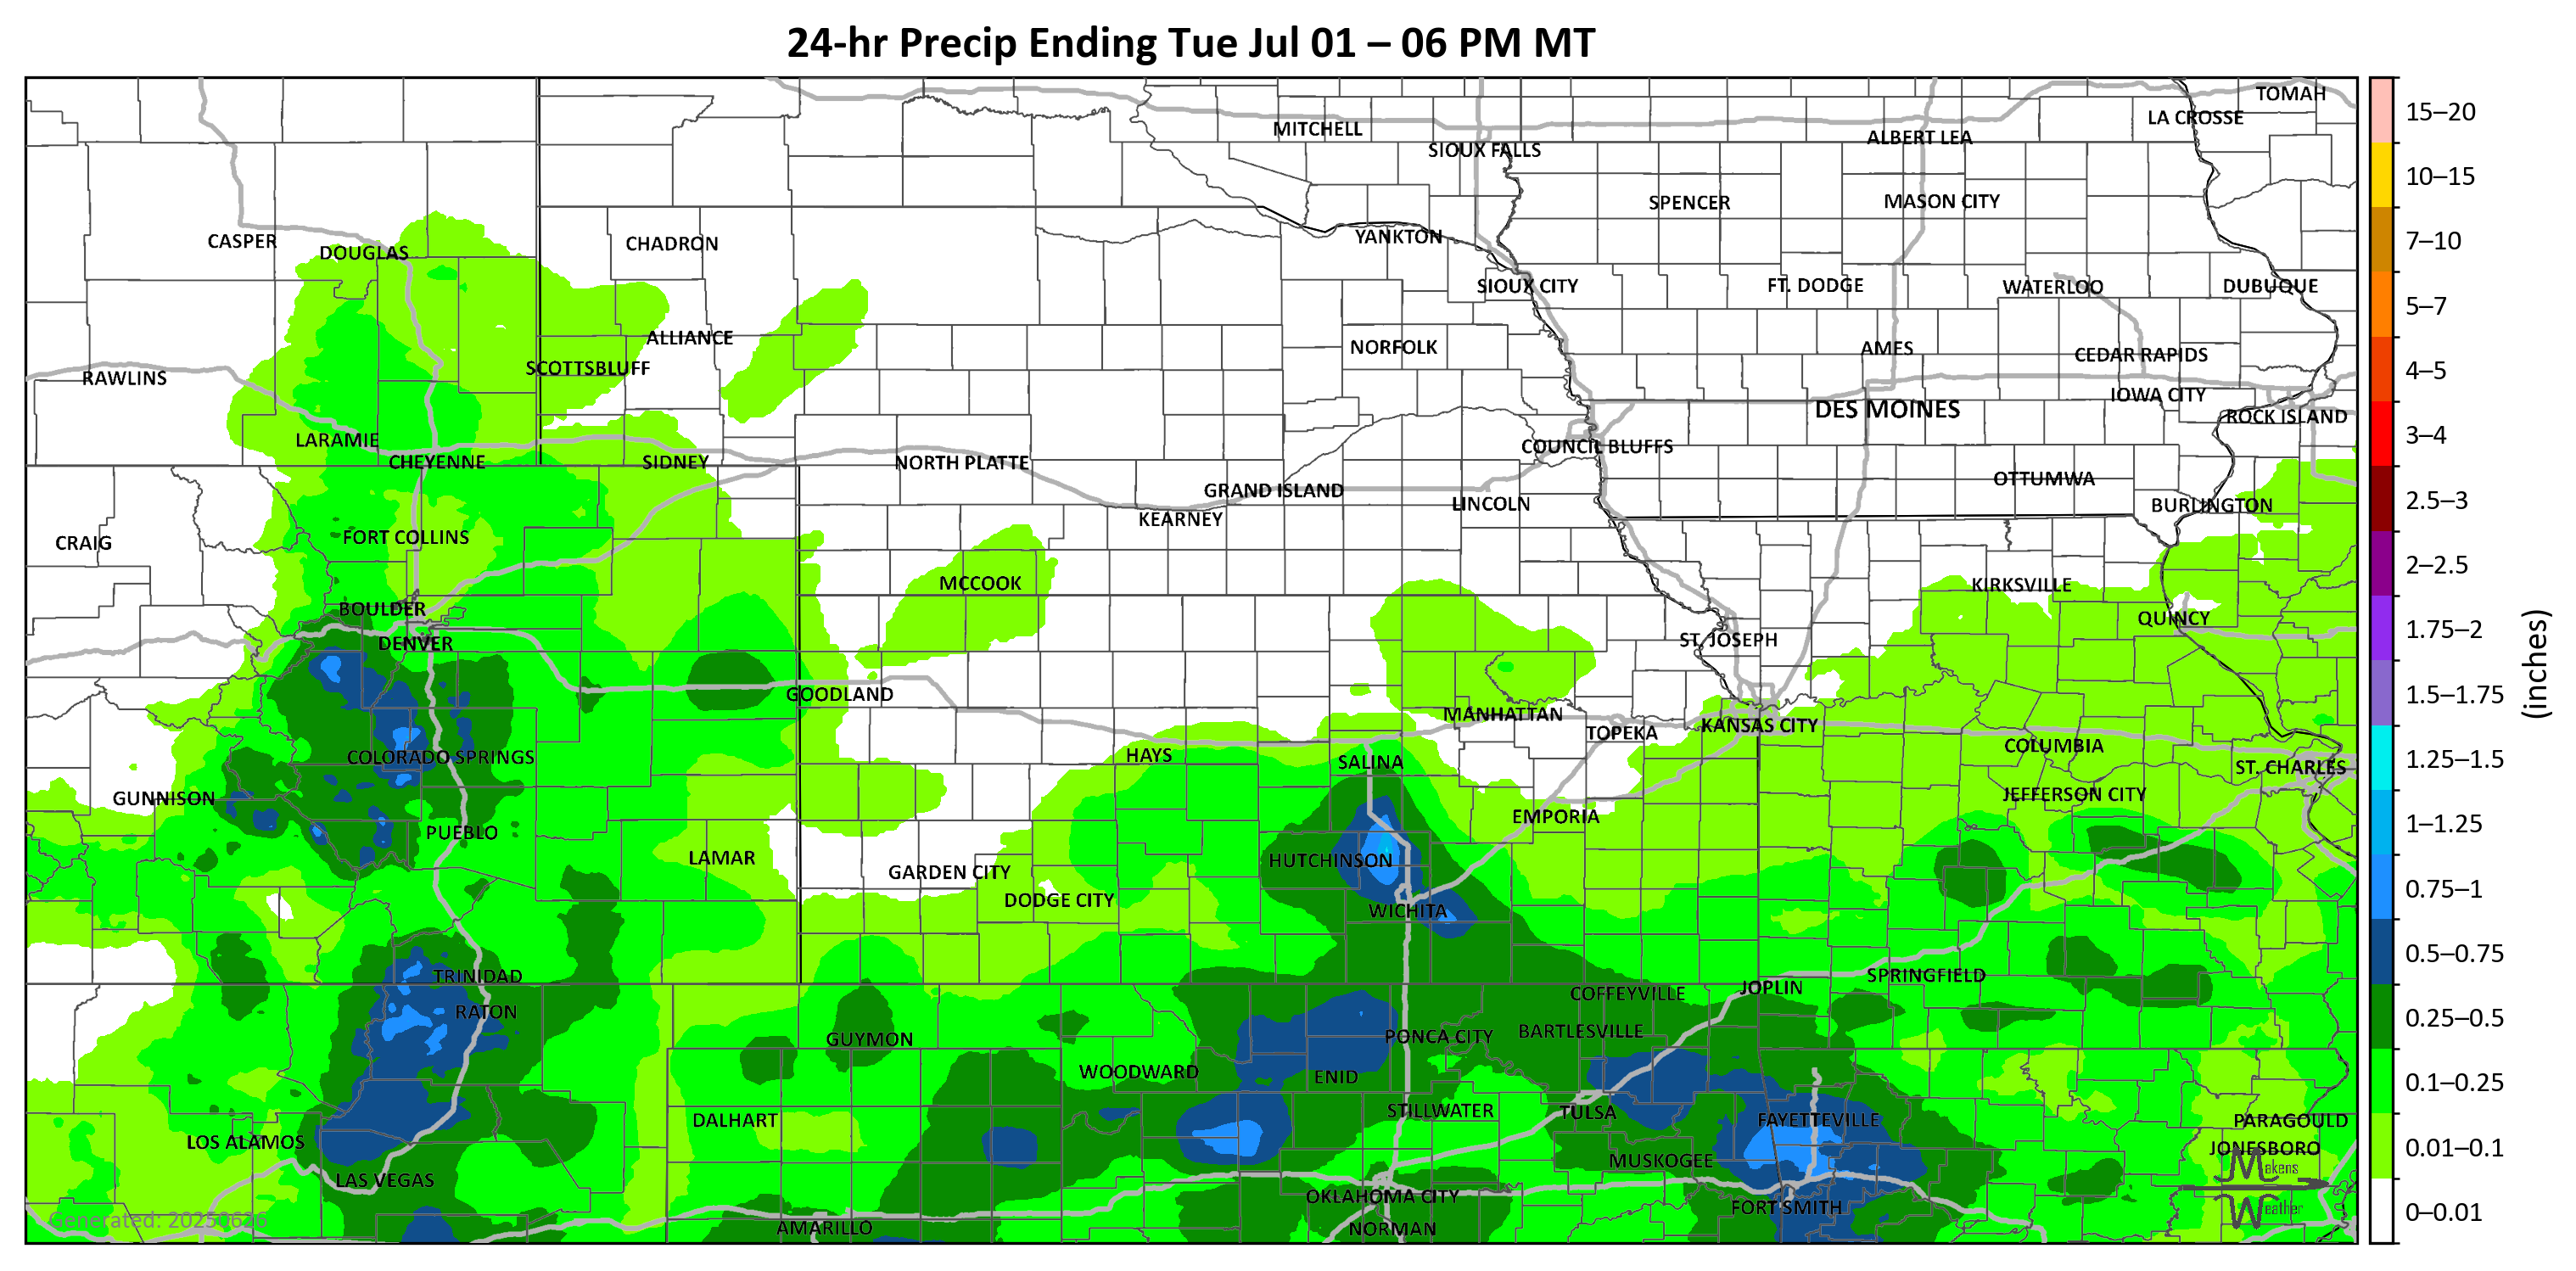 24-hr Precip Ending Tue Jul 01 – 06 PM MT
TOMAH
LA CROSSE
MITCHELL
ALBERT LEA
SIOUX FALLS
SPENCER
MASON CITY
YANKTON
CASPER
DOUGLAS
CHADRON
SIOUX CITY
FT. DODGE
WATERLOO
DUBUQUE
ALLIANCE
NORFOLK
AMES
CEDAR RAPIDS
SCOTTSBLUFF
RAWLINS
IOWA CITY
DES MOINES
ROCK ISLAND
LARAMIE
COUNCIL BLUFFS
CHEYENNE
SIDNEY
NORTH PLATTE
OTTUMWA
GRAND ISLAND
LINCOLN
BURLINGTON
KEARNEY
CRAIG
FORT COLLINS
MCCOOK
KIRKSVILLE
BOULDER
QUINCY
DENVER
ST. JOSEPH
GOODLAND
MANHATTAN
TOPEKA
KANSAS CITY
COLUMBIA
COLORADO SPRINGS
HAYS
SALINA
ST. CHARLES
GUNNISON
JEFFERSON CITY
EMPORIA
PUEBLO
LAMAR
HUTCHINSON
GARDEN CITY
DODGE CITY
WICHITA
TRINIDAD
SPRINGFIELD
JOPLIN
COFFEYVILLE
RATON
GUYMON
PONCA CITY
BARTLESVILLE
WOODWARD
ENID
STILLWATER
TULSA
DALHART
FAYETTEVILLE
PARAGOULD
LOS ALAMOS
JONESBORO
MUSKOGEE
LAS VEGAS
OKLAHOMA CITY
FORT SMITH
AMARILLO
NORMAN
Generated: 20250626
Makens
Weather
15–20
10–15
7–10
5–7
4–5
3–4
2.5–3
2–2.5
1.75–2
1.5–1.75
1.25–1.5
1–1.25
0.75–1
0.5–0.75
0.25–0.5
0.1–0.25
0.01–0.1
0–0.01
(inches)